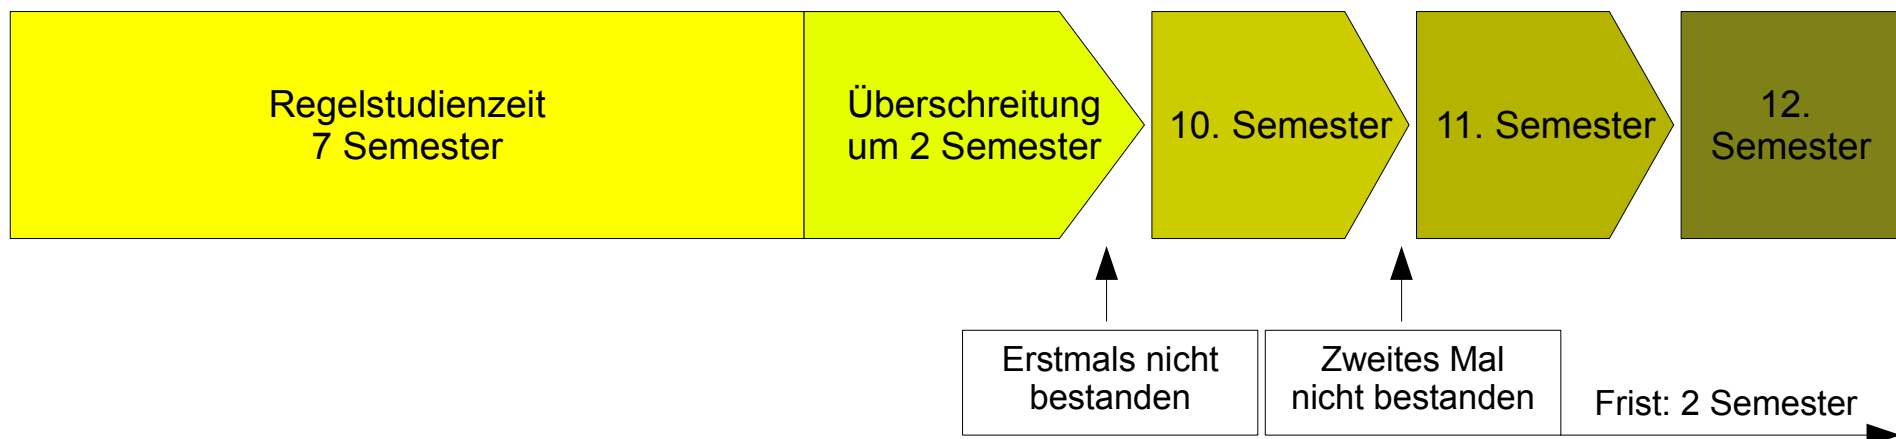 Regelstudienzeit
7 Semester
Überschreitung
um 2 Semester
10. Semester
11. Semester
12.
Semester
Erstmals nicht
bestanden
Zweites Mal
nicht bestanden
Frist: 2 Semester